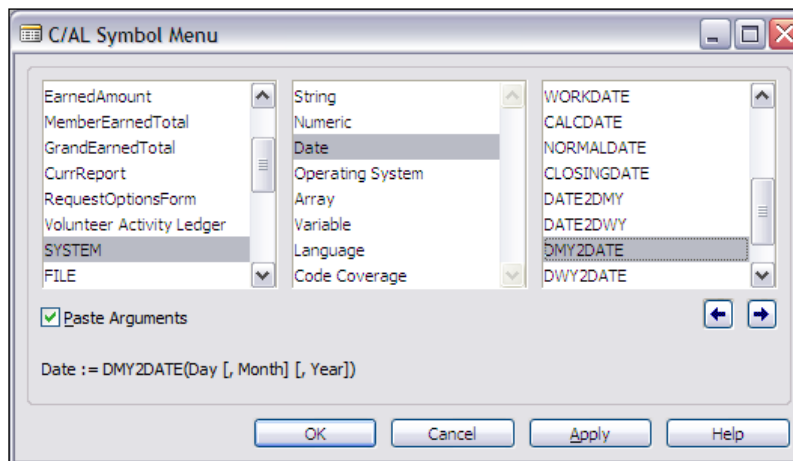 C/AL Symbol Menu
EarnedAmount
MemberEarnedTotal
GrandEarnedTotal
CurrReport
RequestOptionsForm
Volunteer Activity Ledger
SYSTEM
FILE
String
Numeric
Date
Operating System
Array
Variable
Language
Code Coverage
WORKDATE
CALCDATE
NORMALDATE
CLOSINGDATE
DATE2DMY
DATE2DWY
DMY2DATE
DWY2DATE
Paste Arguments
Date := DMY2DATE(Day [, Month] [, Year])
OK Cancel Apply Help